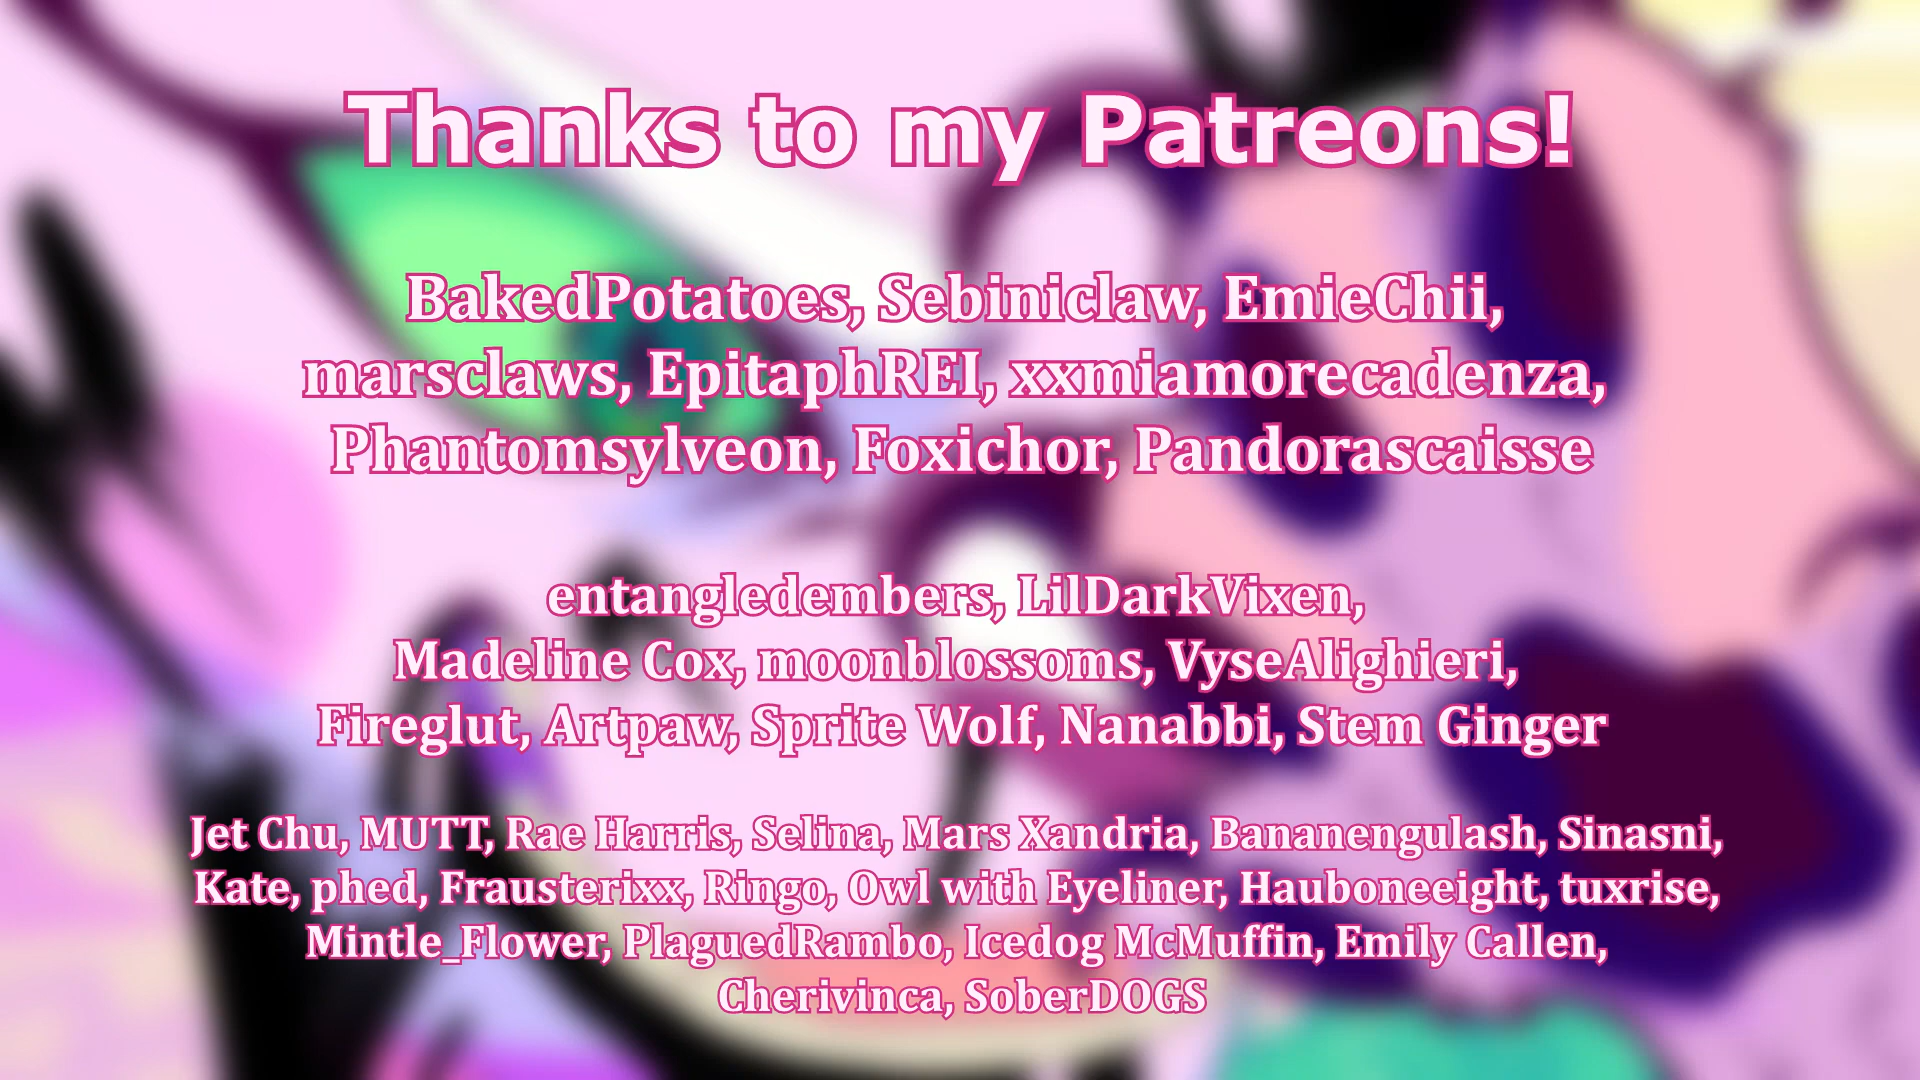 Thanks to my Patreons!
BakedPotatoes, Sebiniclaw, EmieChii,
marsclaws, EpitaphREI, xxmiamorecadenza,
Phantomsylveon, Foxichor, Pandorascaisse
entangledembers, LilDarkVixen,
Madeline Cox, moonblossoms, VyseAlighieri,
Fireglut, Artpaw, Sprite Wolf, Nanabbi, Stem Ginger
Jet Chu, MUTT, Rae Harris, Selina, Mars Xandria, Bananengulash, Sinasni,
Kate, phed, Frausterixx, Ringo, Owl with Eyeliner, Hauboneeight, tuxrise,
Mintle_Flower, PlaguedRambo, Icedog McMuffin, Emily Callen,
Cherivinca, SoberDOGS